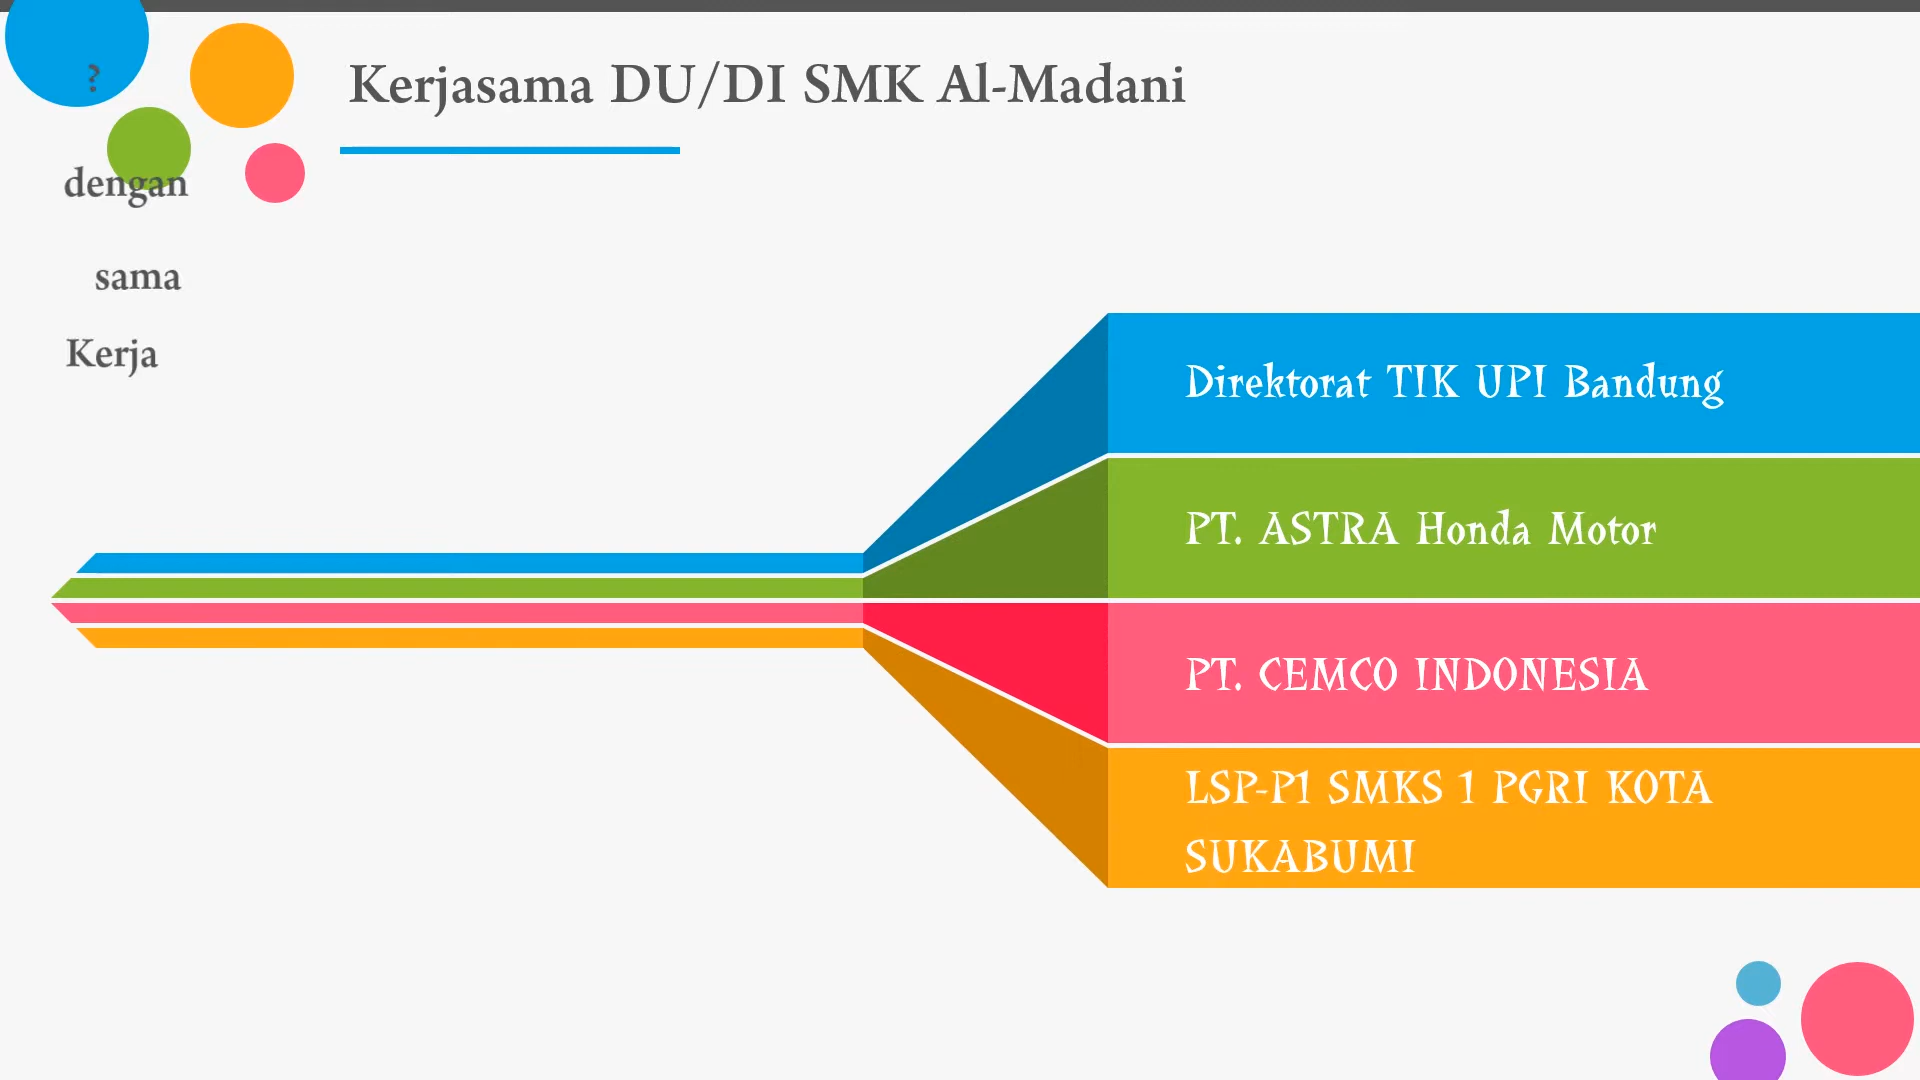 Kerjasama DU/DI SMK Al-Madani
?
dengan
sama
Kerja
Direktorat TIK UPI Bandung
PT. ASTRA Honda Motor
PT. CEMCO INDONESIA
LSP-P1 SMKS 1 PGRI KOTA
SUKABUMI